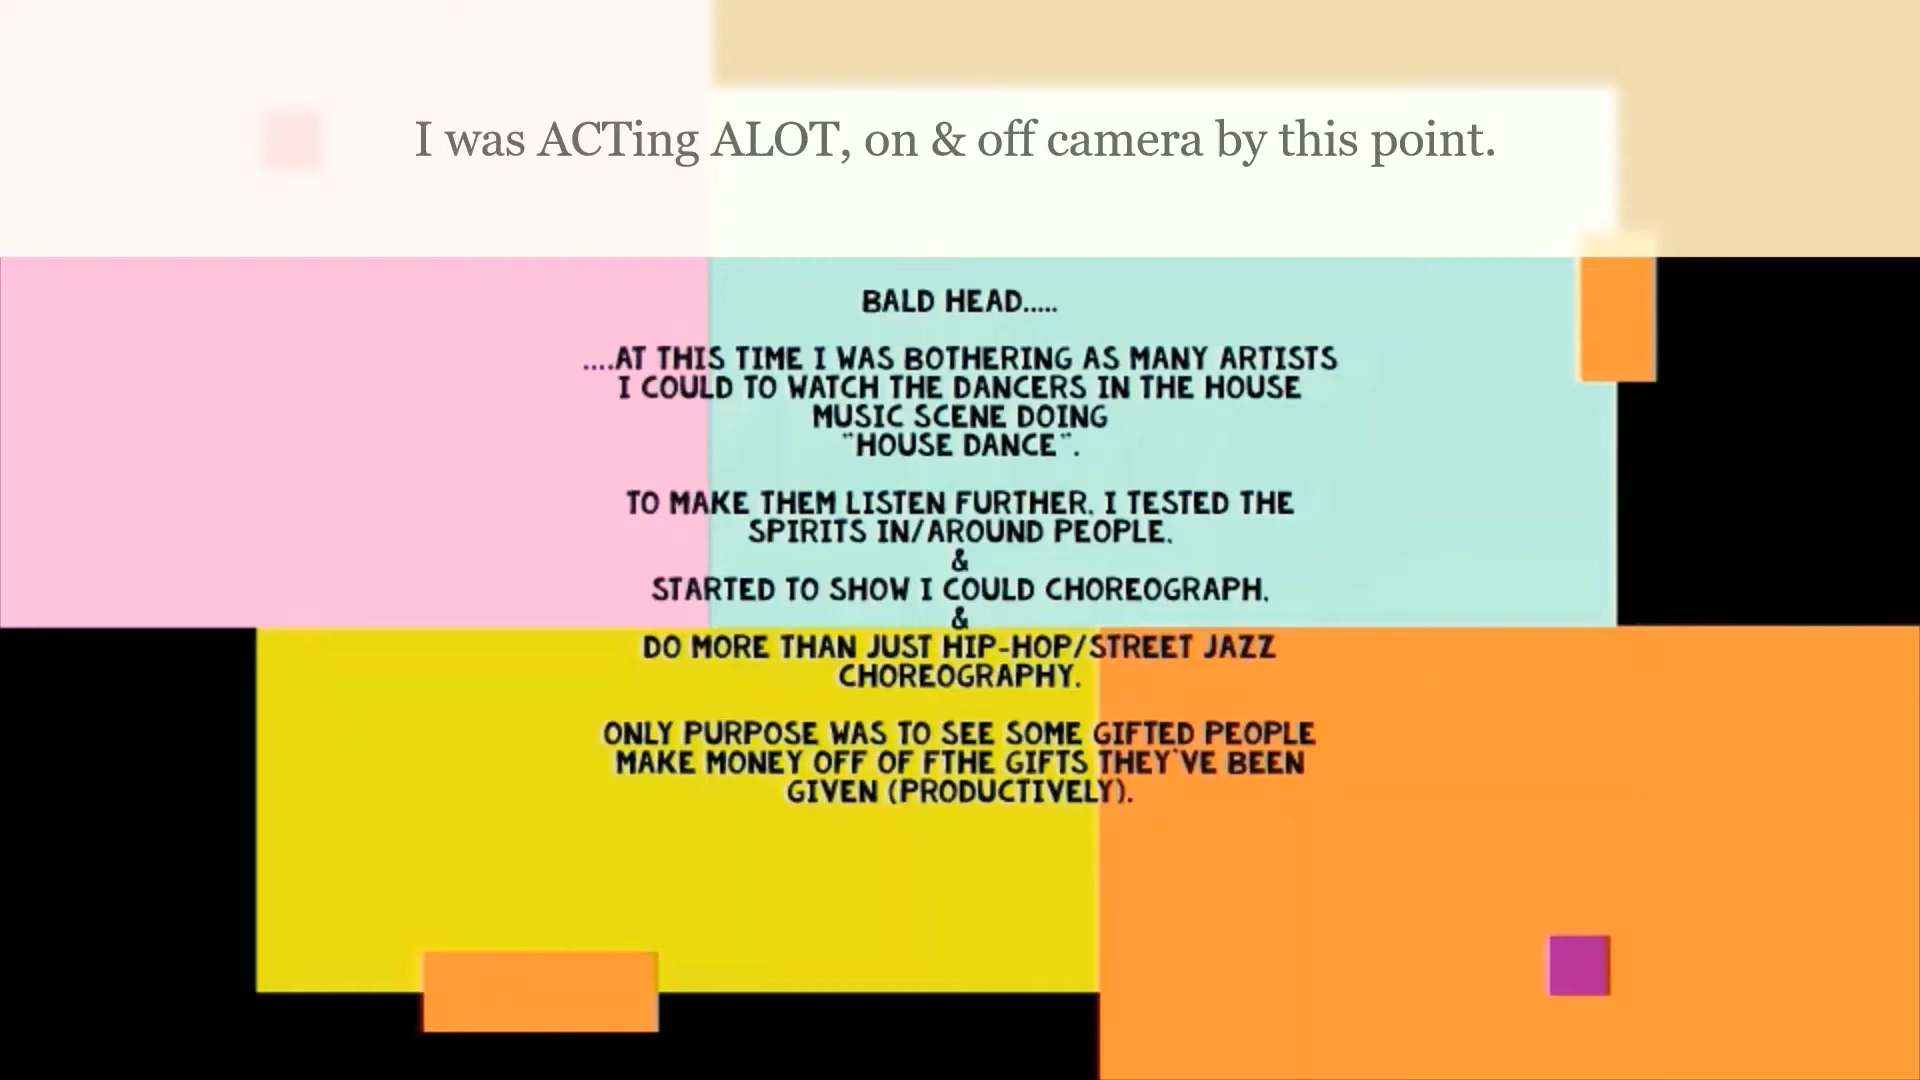 I was ACTing ALOT, on & off camera by this point.
BALD HEAD.....
....AT THIS TIME I WAS BOTHERING AS MANY ARTISTS
I COULD TO WATCH THE DANCERS IN THE HOUSE
MUSIC SCENE DOING
"HOUSE DANCE".
TO MAKE THEM LISTEN FURTHER, I TESTED THE
SPIRITS IN/AROUND PEOPLE,
&
STARTED TO SHOW I COULD CHOREOGRAPH,
&
DO MORE THAN JUST HIP-HOP/STREET JAZZ
CHOREOGRAPHY.
ONLY PURPOSE WAS TO SEE SOME GIFTED PEOPLE
MAKE MONEY OFF OF FTHE GIFTS THEY'VE BEEN
GIVEN (PRODUCTIVELY).